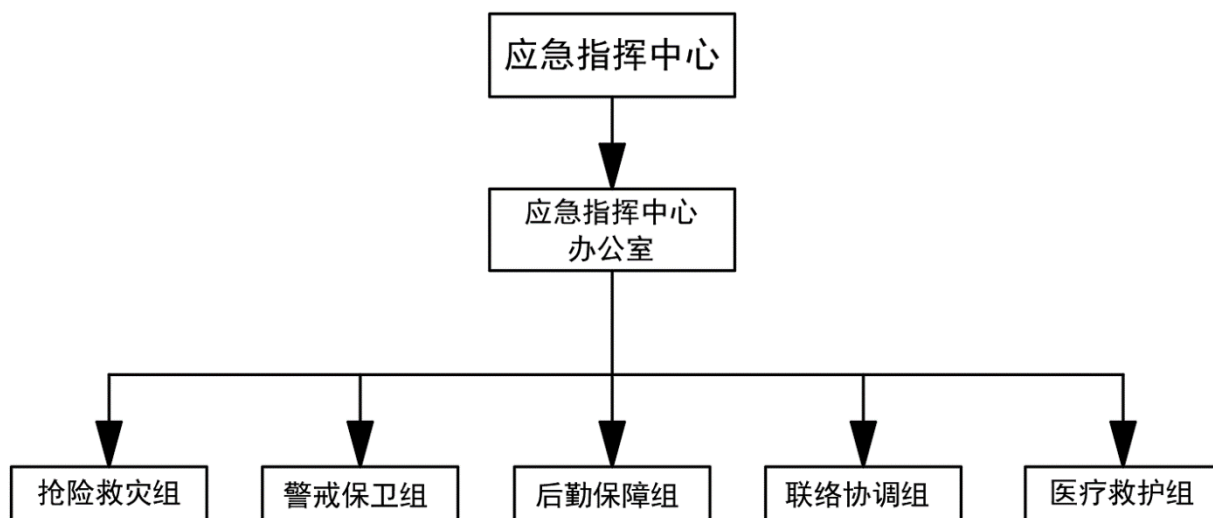 应急指挥中心
应急指挥中心
办公室
抢险救灾组
警戒保卫组
后勤保障组
联络协调组
医疗救护组